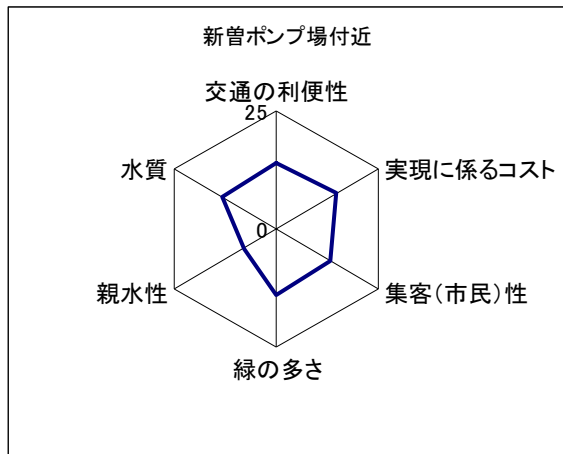 新曽ポンプ場付近
交通の利便性
25
水質
実現に係るコスト
0
親水性
集客（市民）性
緑の多さ